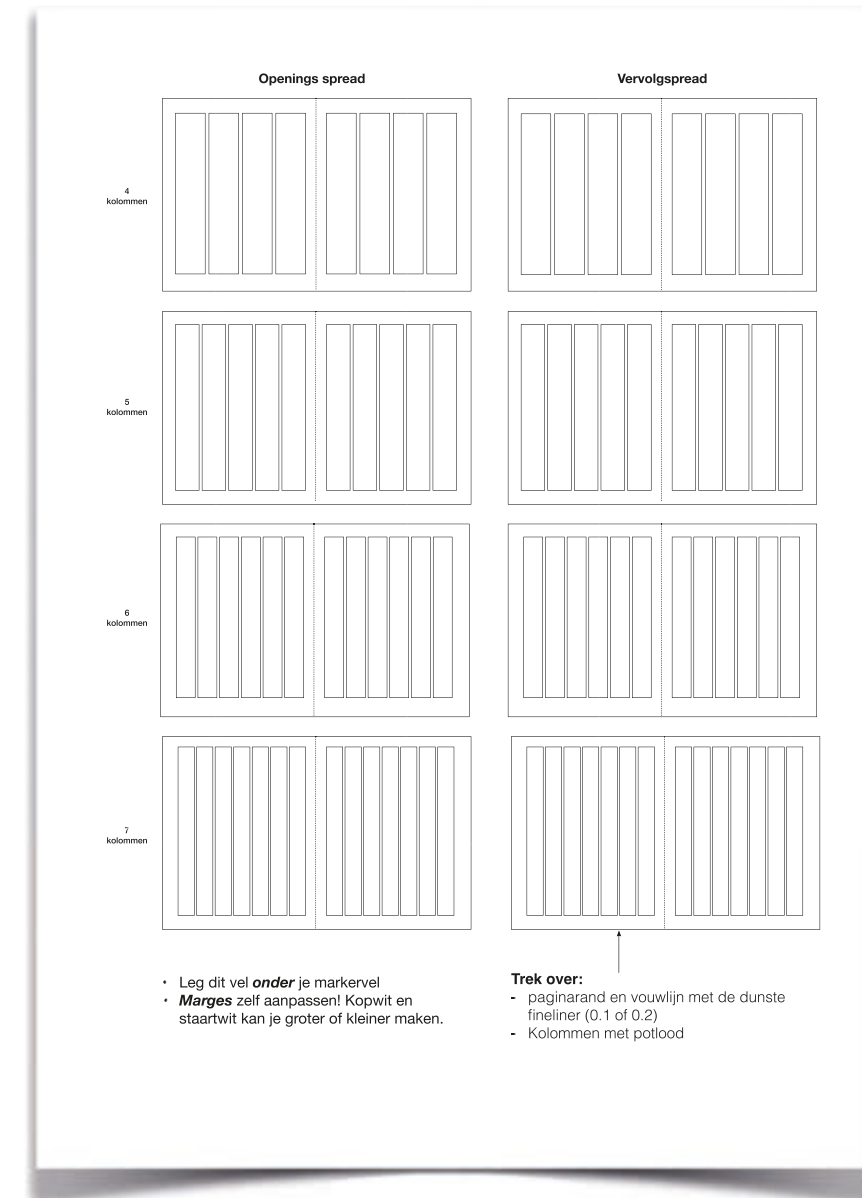 Openings spread
Vervolgspread
4
kolommen
5
kolommen
6
kolommen
7
kolommen
• Leg dit vel onder je markervel
• Marges zelf aanpassen! Kopwit en
staartwit kan je groter of kleiner maken.
Trek over:
- paginarand en vouwlijn met de dunste
fineliner (0.1 of 0.2)
- Kolommen met potlood